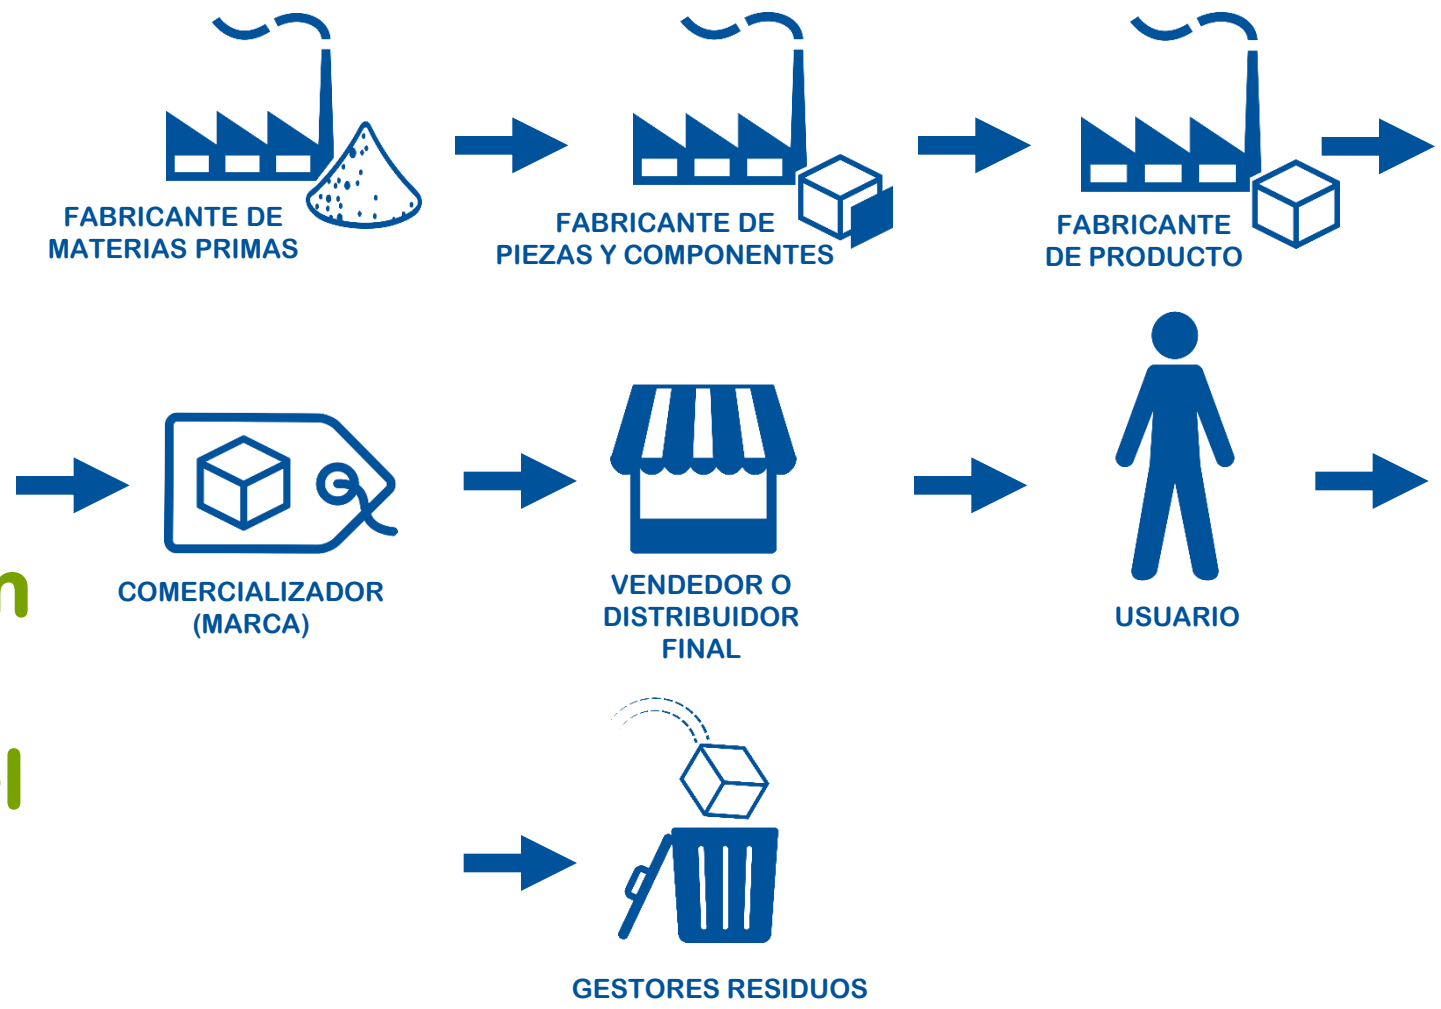 FABRICANTE DE
MATERIAS PRIMAS
FABRICANTE DE
PIEZAS Y COMPONENTES
FABRICANTE
DE PRODUCTO
COMERCIALIZADOR
(MARCA)
VENDEDOR O
DISTRIBUIDOR
FINAL
USUARIO
GESTORES RESIDUOS